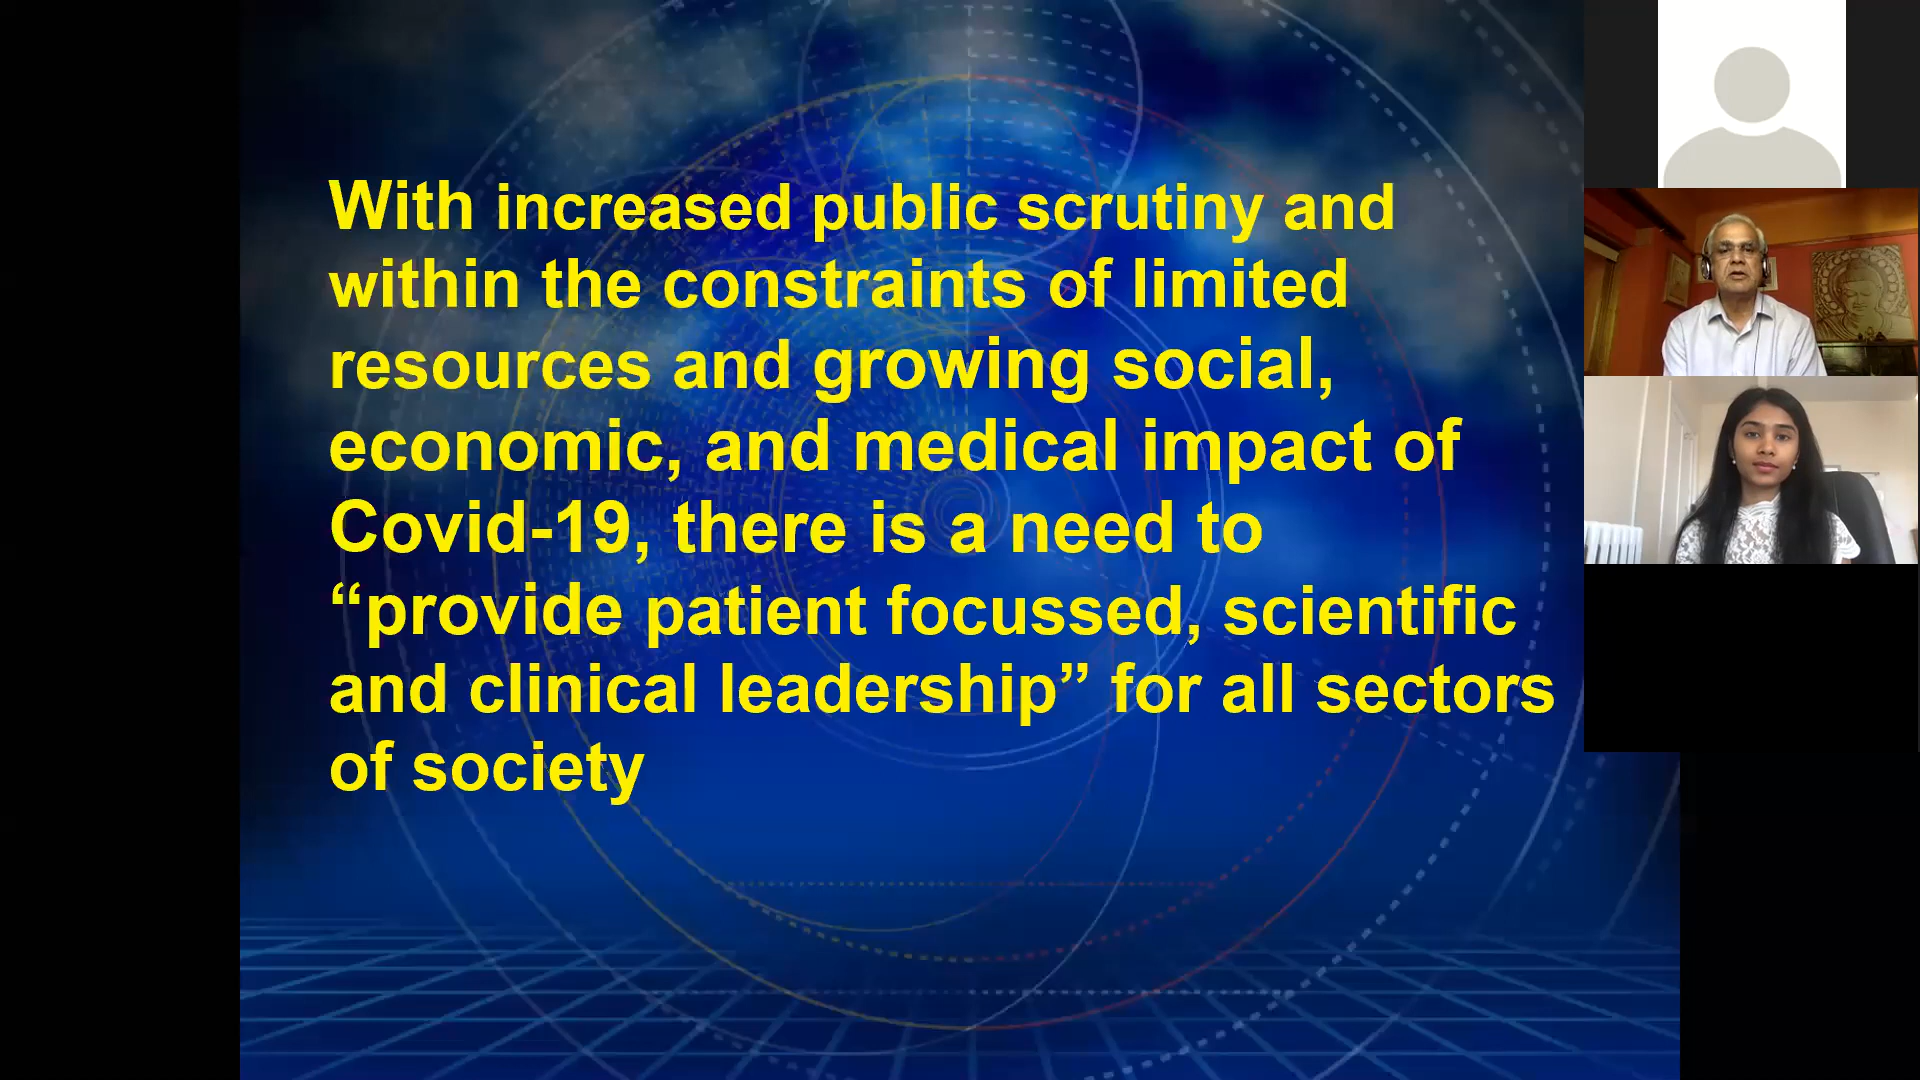 With increased public scrutiny and
within the constraints of limited
resources and growing social,
economic, and medical impact of
Covid-19, there is a need to
“provide patient focussed, scientific
and clinical leadership” for all sectors
of society